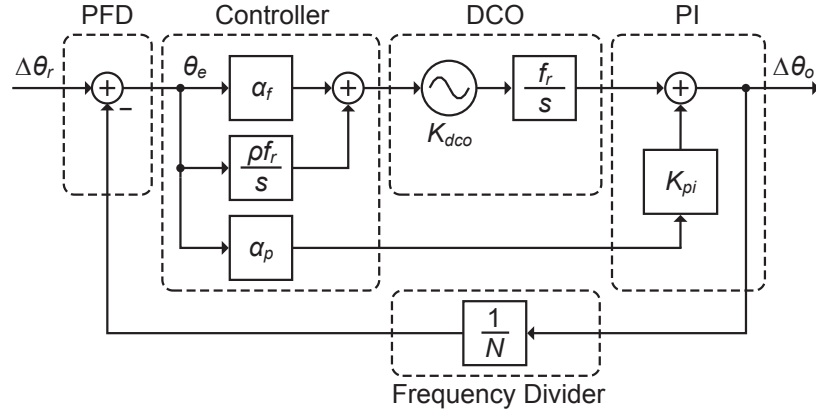 PFD Controller DCO PI
Δθr θe αf fr/s Δθo
Kdco
ρfr/s
Kpi
αp
1/N
Frequency Divider